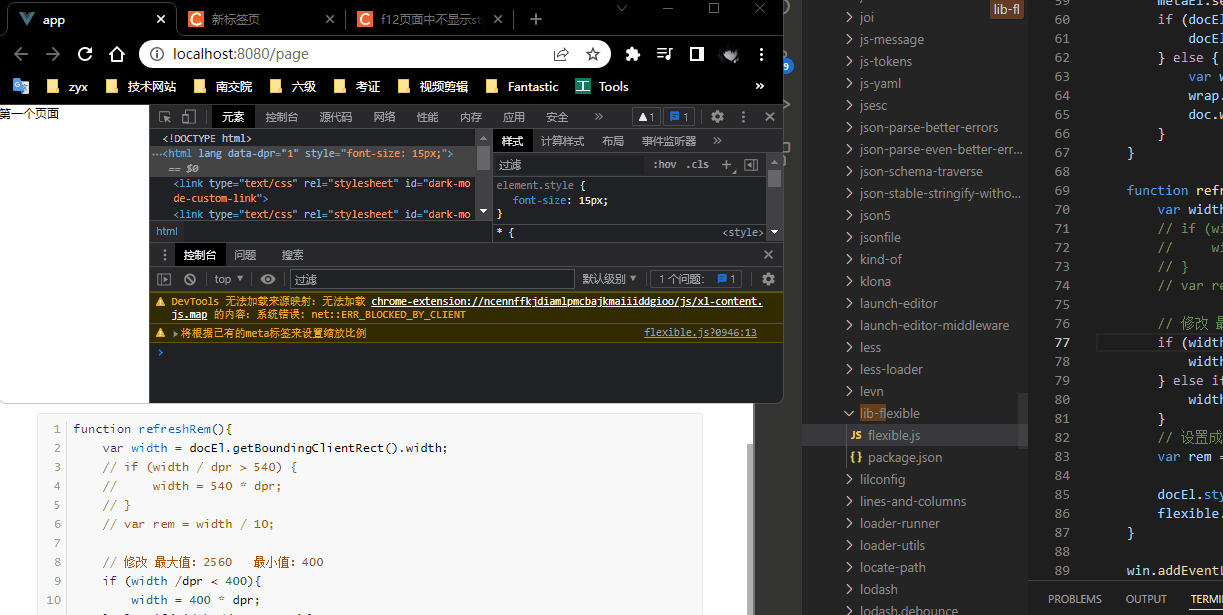 app
新标签页
f12页面中不显示st
localhost:8080/page
zyx
技术网站
南交院
六级
考证
视频剪辑
Fantastic
Tools
»
第一个页面
元素
控制台
源代码
网络
性能
内存
应用
安全
»
1
1
<!DOCTYPE html>
<html lang data-dpr="1" style="font-size: 15px;">
== $0
<link type="text/css" rel="stylesheet" id="dark-mo
de-custom-link">
<link type="text/css" rel="stylesheet" id="dark-mo
html
样式
计算样式
布局
事件监听器
»
过滤
:hov
.cls
element.style {
font-size: 15px;
}
* {
<style>
控制台
问题
搜索
top
过滤
默认级别
1 个问题:
1
DevTools 无法加载来源映射: 无法加载 chrome-extension://ncennffkjdiamlpmcbajkmaiiiddgioo/js/xl-content.
js.map 的内容: 系统错误: net::ERR_BLOCKED_BY_CLIENT
将根据已有的meta标签来设置缩放比例
flexible.js?0946:13
1 function refreshRem(){
2 var width = docEl.getBoundingClientRect().width;
3 // if (width / dpr > 540) {
4 // width = 540 * dpr;
5 // }
6 // var rem = width / 10;
7
8 // 修改 最大值: 2560 最小值: 400
9 if (width /dpr < 400){
10 width = 400 * dpr;
lib-fl
9
joi
js-message
js-tokens
js-yaml
jsesc
json-parse-better-errors
json-parse-even-better-err...
json-schema-traverse
json-stable-stringify-witho...
json5
jsonfile
kind-of
klona
launch-editor
launch-editor-middleware
less
less-loader
levn
lib-flexible
JS flexible.js
{} package.json
lilconfig
lines-and-columns
loader-runner
loader-utils
locate-path
lodash
lodash.debounce
59 metaEl.se
60 if (docEl
61 docEl
62 } else {
63 var w
64 wrap.
65 doc.w
66 }
67 }
68
69 function refr
70 var width
71 // if (wi
72 // wi
73 // }
74 // var re
75
76 // 修改 最
77 if (width
78 width
79 } else if
80 width
81 }
82 // 设置成
83 var rem =
84
85 docEl.sty
86 flexible.
87 }
88
89 win.addEventL
PROBLEMS
OUTPUT
TERMI